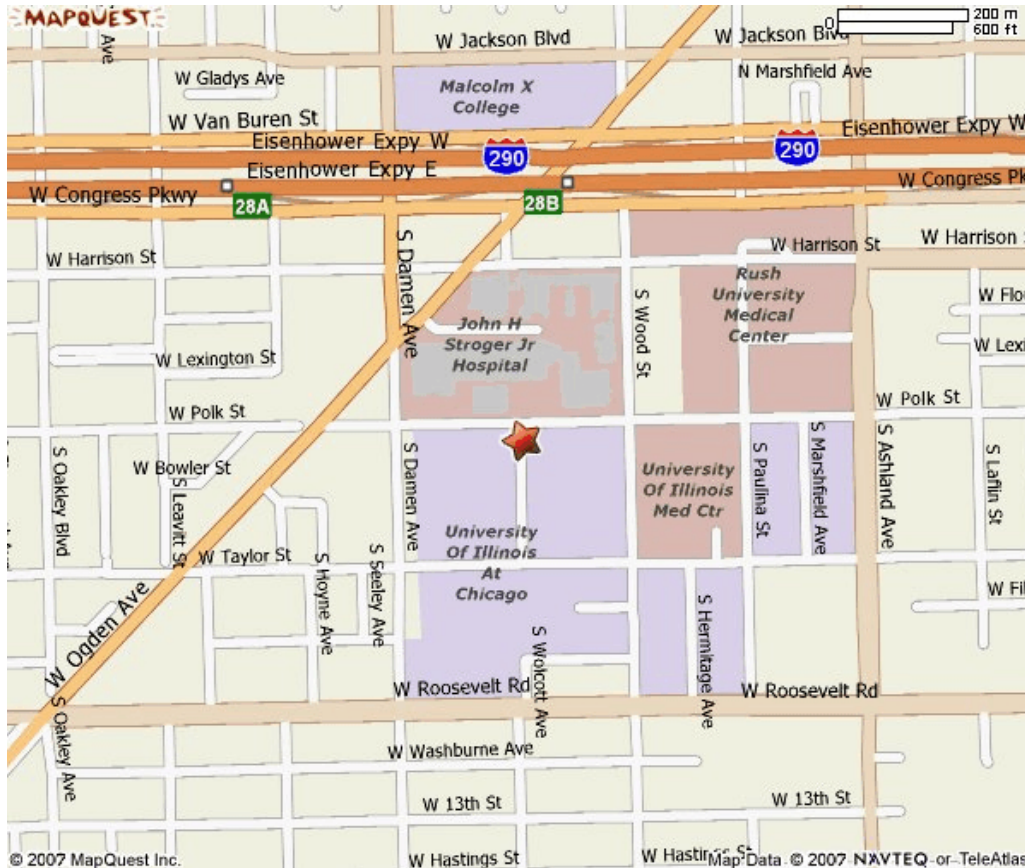 MAPQUEST
200 m
0
600 ft
Ave
W Jackson Blvd
W Jackson Blvd
W Gladys Ave
Malcolm X
College
N Marshfield Ave
W Van Buren St
Eisenhower Expy W
290
290
Eisenhower Expy W
Eisenhower Expy E
W Congress Pkwy
28A
28B
W Congress Pk
W Harrison St
S Damen Ave
W Harrison St
W Harrison
S Wood St
Rush
University
Medical
Center
W Flo
John H
Stroger Jr
Hospital
W Lexington St
W Lexi
W Polk St
W Polk St
S Oakley Blvd
W Bowler St
S Leavitt St
S Damen Ave
University
Of Illinois
Med Ctr
S Paulina St
S Marshfield Ave
S Ashland Ave
S Laflin St
University
Of Illinois
At
Chicago
W Taylor St
S Hoyne Ave
S Seeley Ave
W Fil
W Ogden Ave
S Wolcott Ave
S Hermitage Ave
W Roosevelt Rd
W Roosevelt Rd
S Oakley Ave
W Washburne Ave
W 13th St
W 13th St
W Hastings St
W Hastings St
© 2007 MapQuest Inc.
Map Data © 2007 NAVTEQ or TeleAtlas